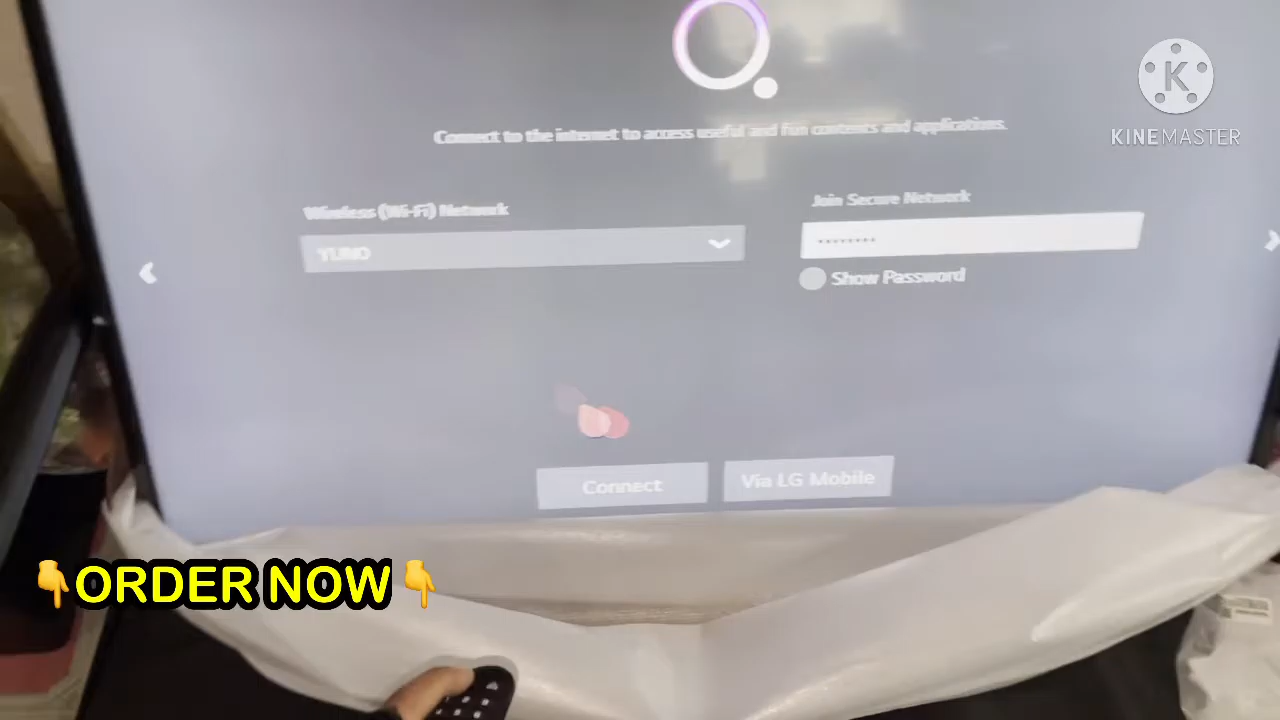 K
KINEMASTER
Connect to the internet to access useful and fun contents and applications.
Wireless (Wi-Fi) Network
Join Secure Network
YUNO
Show Password
Connect
Via LG Mobile
👇ORDER NOW👇